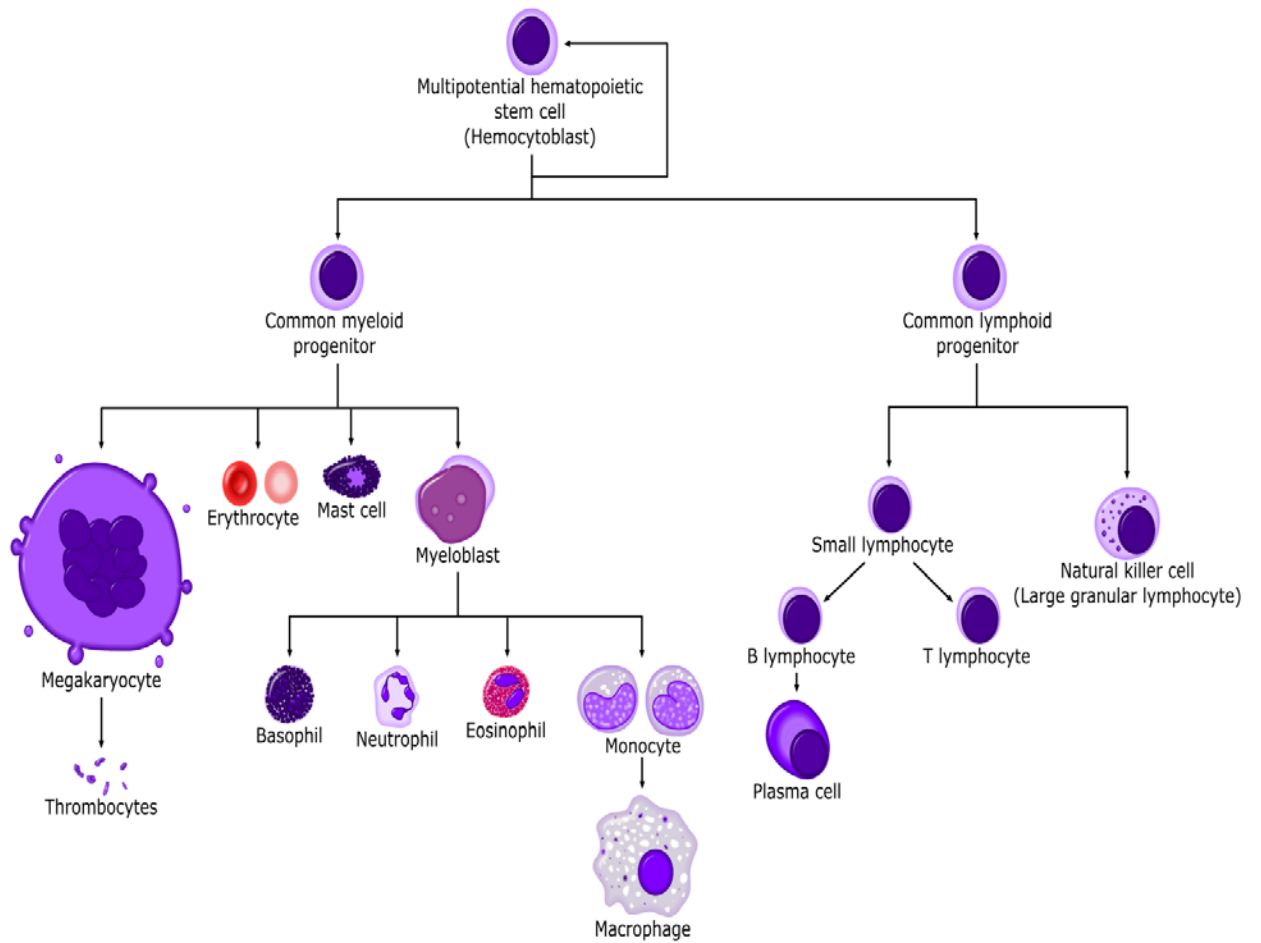 Multipotential hematopoietic
stem cell
(Hemocytoblast)
Common myeloid
progenitor
Common lymphoid
progenitor
Erythrocyte
Mast cell
Myeloblast
Small lymphocyte
Natural killer cell
(Large granular lymphocyte)
B lymphocyte
T lymphocyte
Megakaryocyte
Basophil
Neutrophil
Eosinophil
Monocyte
Plasma cell
Thrombocytes
Macrophage